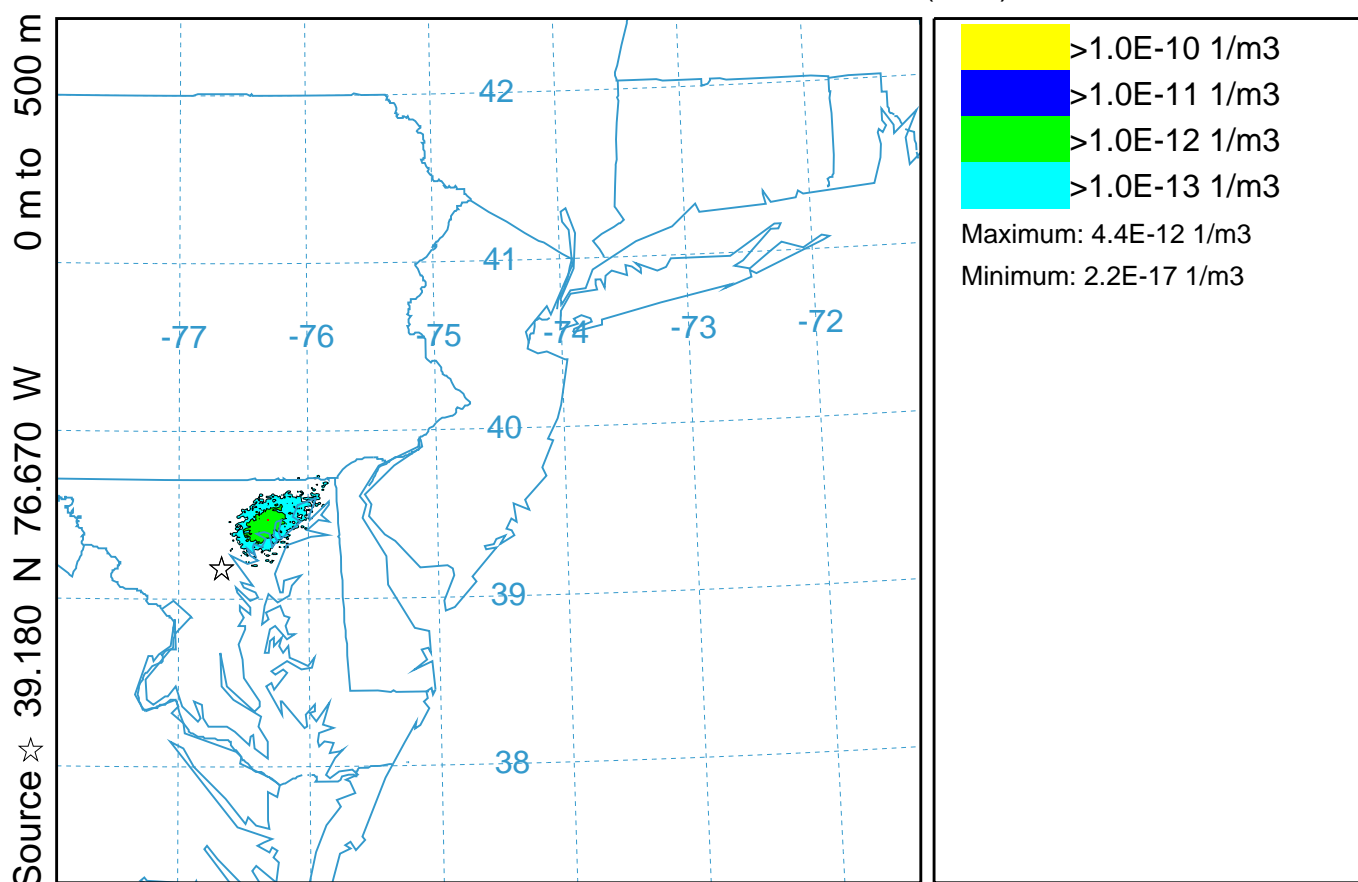 Source ☆ 39.180 N 76.670 W 0 m to 500 m
>1.0E-10 1/m3
>1.0E-11 1/m3
>1.0E-12 1/m3
>1.0E-13 1/m3
Maximum: 4.4E-12 1/m3
Minimum: 2.2E-17 1/m3
42
41
-77 -76 -75 -74 -73 -72
40
39
38